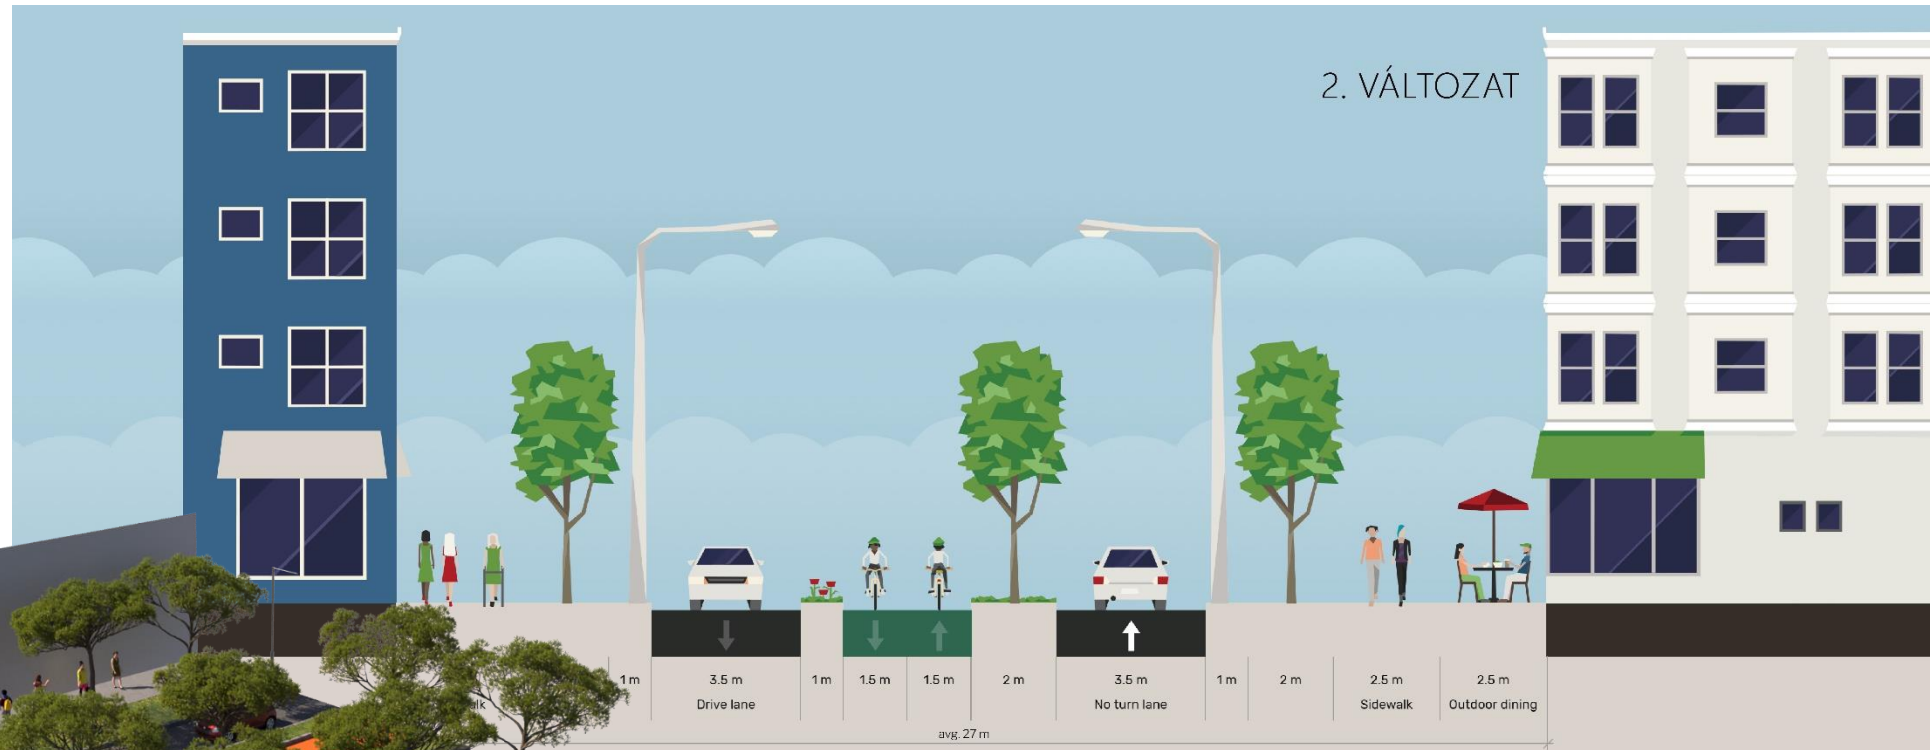 2. VÁLTOZAT
1 m
3.5 m
1 m
1.5 m
1.5 m
2 m
3.5 m
1 m
2 m
2.5 m
2.5 m
Drive lane
No turn lane
Sidewalk
Outdoor dining
avg. 27 m